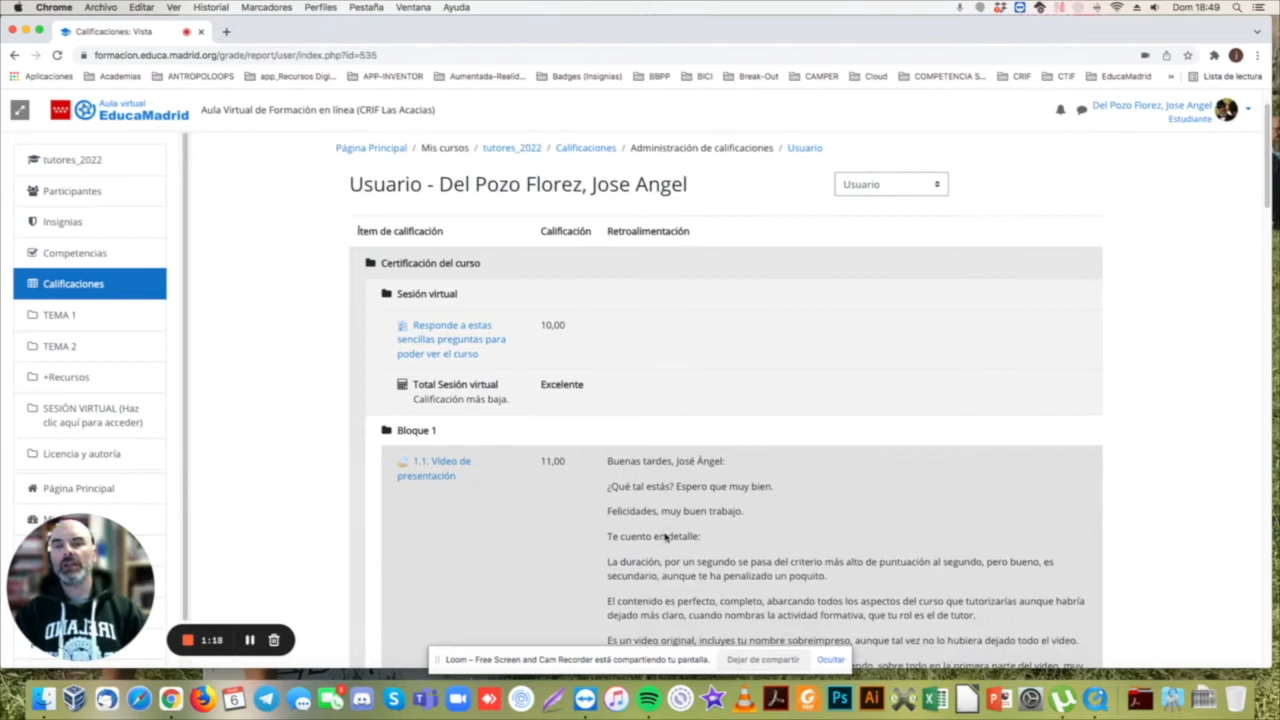 Chrome Archivo Editar Ver Historial Marcadores Perfiles Pestaña Ventana Ayuda
Dom 18:49
Calificaciones: Vista
formacion.educa.madrid.org/grade/report/user/index.php?id=535
Aplicaciones Academias ANTROPOLOOPS app_Recursos Digi... APP-INVENTOR Aumentada-Realid... Badges (Insignias) BBPP BICI Break-Out CAMPER Cloud COMPETENCIA S... CRIF CTIF EducaMadrid » Lista de lectura
Aula virtual
EducaMadrid
Aula Virtual de Formación en línea (CRIF Las Acacias)
Del Pozo Florez, Jose Angel
Estudiante
tutores_2022
Participantes
Insignias
Competencias
Calificaciones
TEMA 1
TEMA 2
+Recursos
SESIÓN VIRTUAL (Haz
clic aquí para acceder)
Licencia y autoría
Página Principal
Página Principal / Mis cursos / tutores_2022 / Calificaciones / Administración de calificaciones / Usuario
Usuario - Del Pozo Florez, Jose Angel
Usuario
Ítem de calificación Calificación Retroalimentación
Certificación del curso
Sesión virtual
Responde a estas 10,00
sencillas preguntas para
poder ver el curso
Total Sesión virtual Excelente
Calificación más baja.
Bloque 1
1.1. Vídeo de 11,00
presentación
Buenas tardes, José Ángel:
¿Qué tal estás? Espero que muy bien.
Felicidades, muy buen trabajo.
Te cuento en detalle:
La duración, por un segundo se pasa del criterio más alto de puntuación al segundo, pero bueno, es
secundario, aunque te ha penalizado un poquito.
El contenido es perfecto, completo, abarcando todos los aspectos del curso que tutorizarías aunque habría
dejado más claro, cuando nombras la actividad formativa, que tu rol es el de tutor.
Es un video original, incluyes tu nombre sobreimpreso, aunque tal vez no lo hubiera dejado todo el video.
sobre todo en la primera parte del video, muy
IRELAND
1:18
Loom – Free Screen and Cam Recorder está compartiendo tu pantalla. Dejar de compartir Ocultar